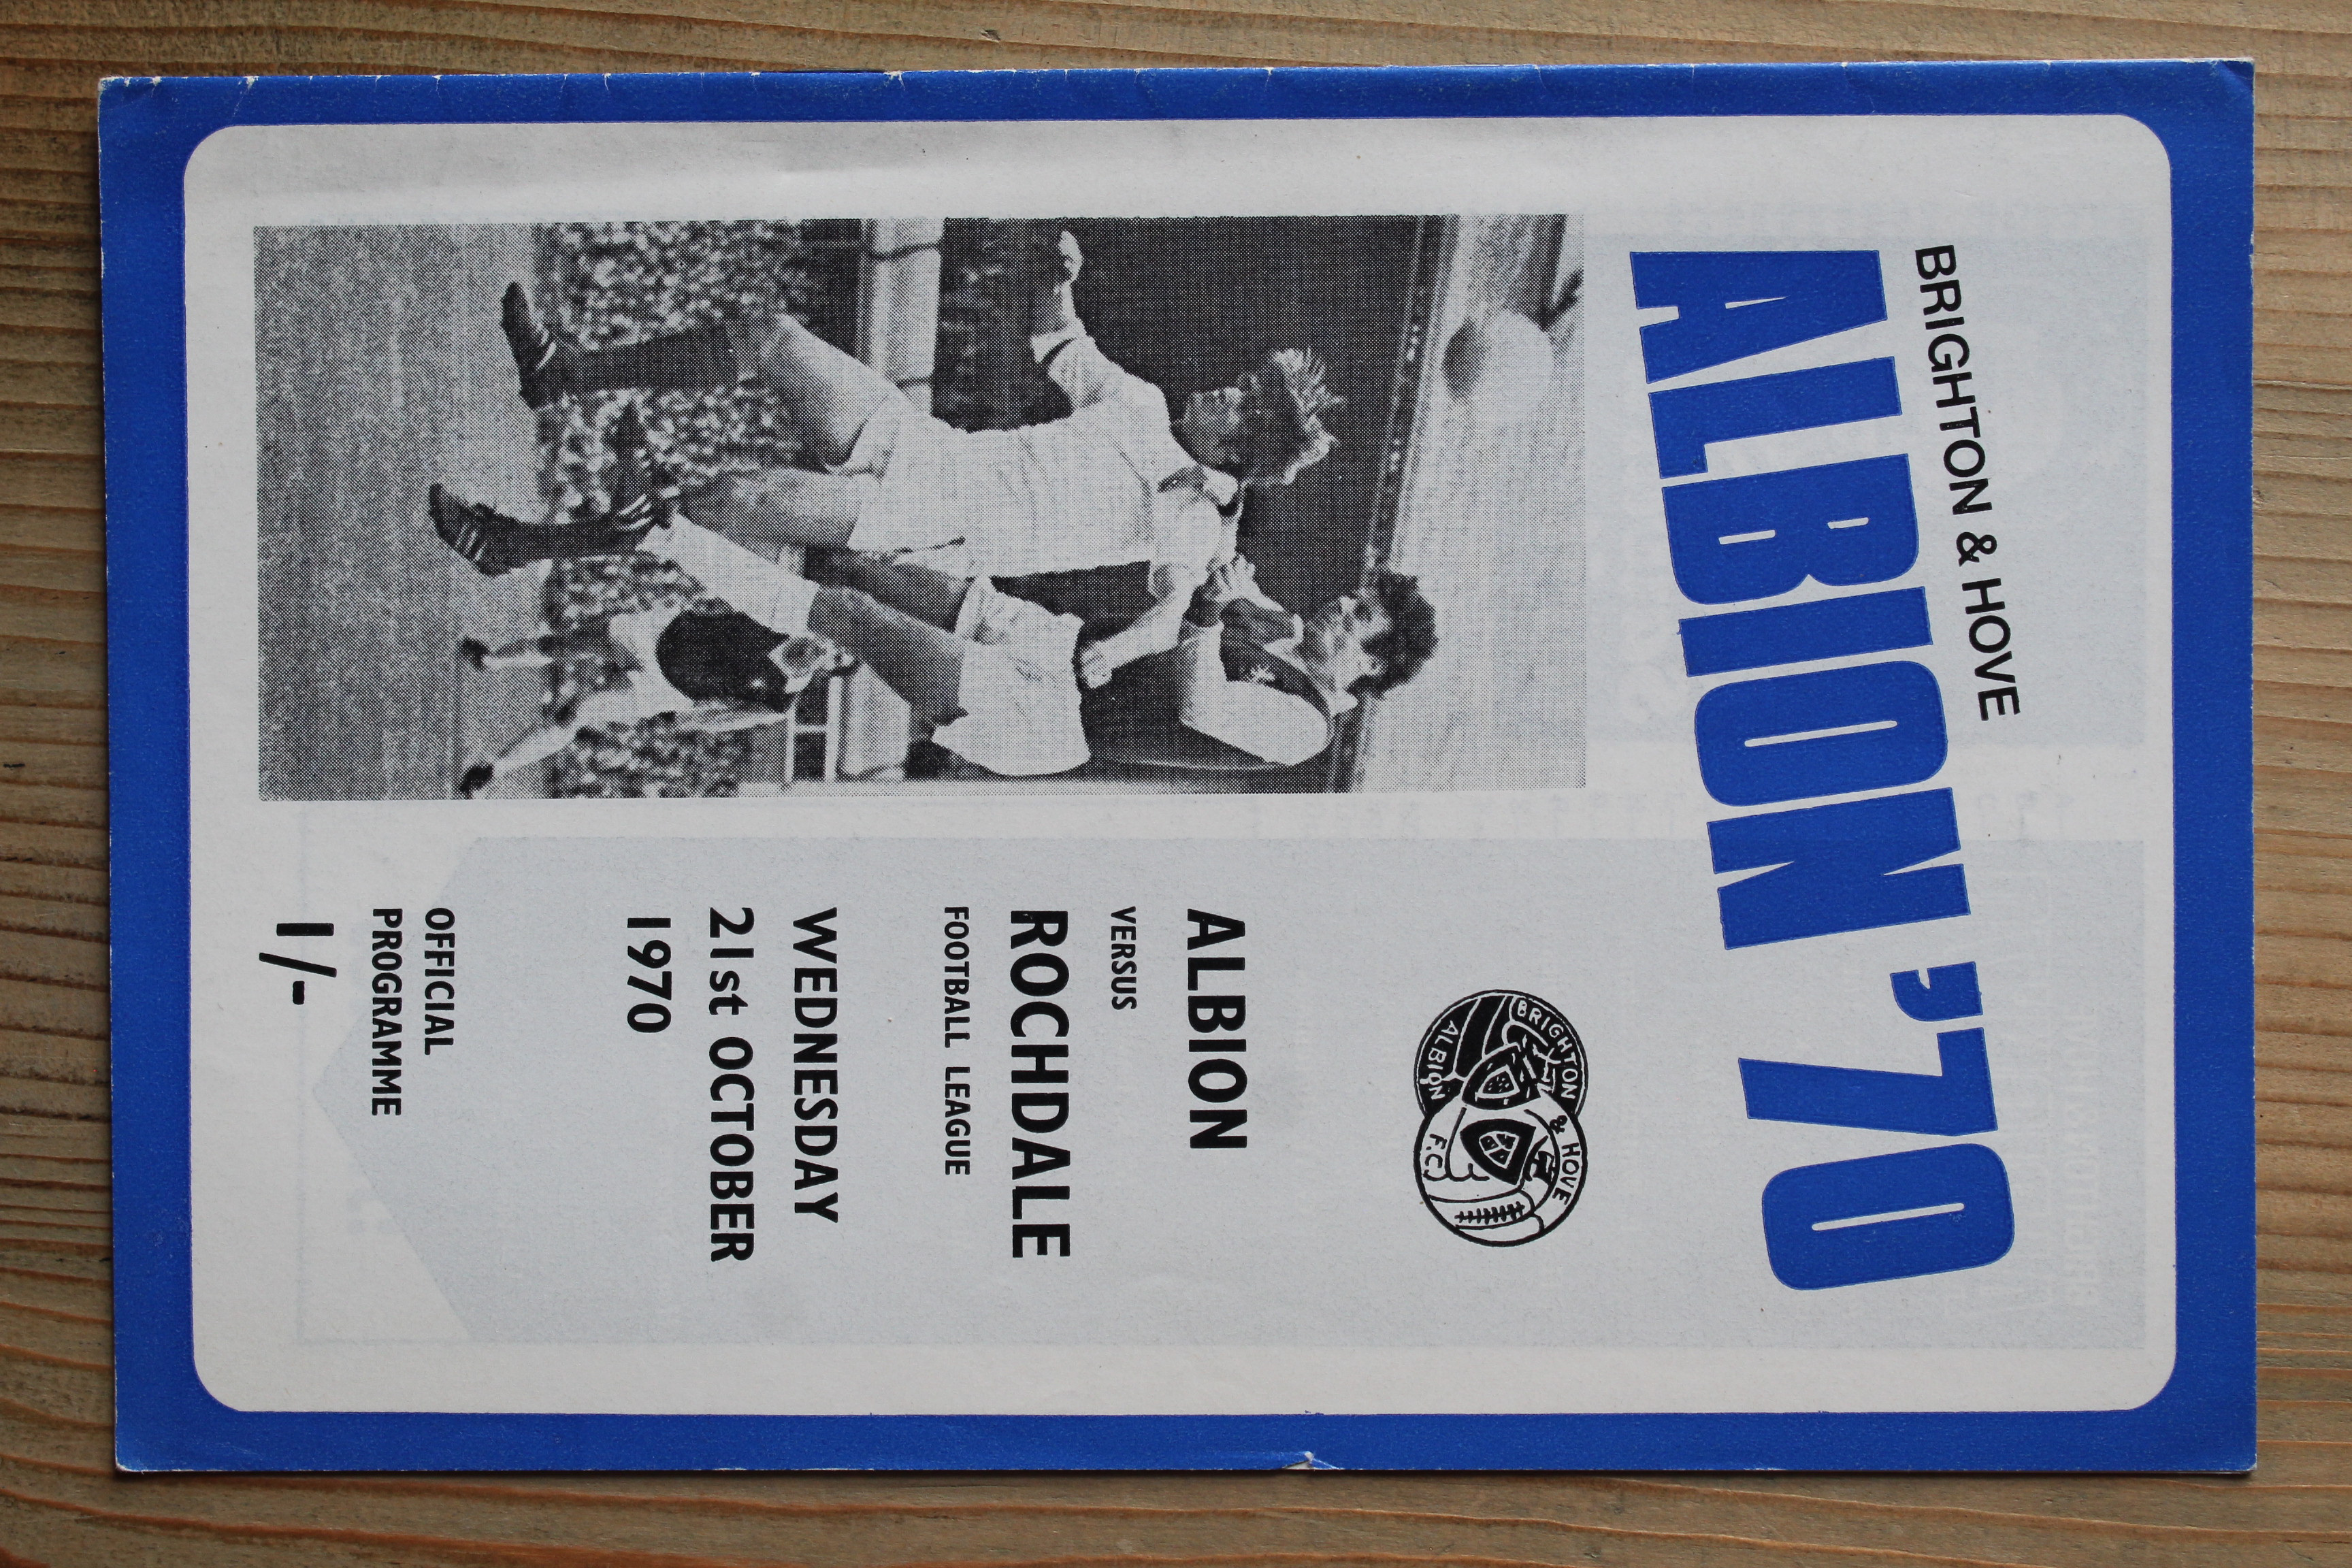 BRIGHTON & HOVE
ALBION '70
BRIGHTON & HOVE
ALBION F.C.
ALBION
VERSUS
ROCHDALE
FOOTBALL LEAGUE
WEDNESDAY
21st OCTOBER
1970
OFFICIAL
PROGRAMME
1/-